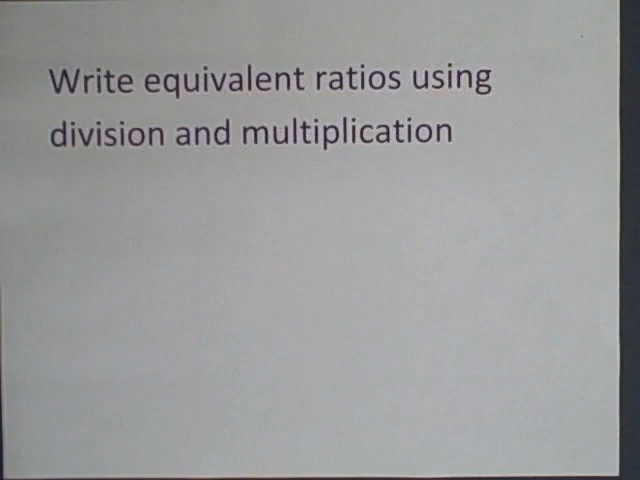 Write equivalent ratios using
division and multiplication